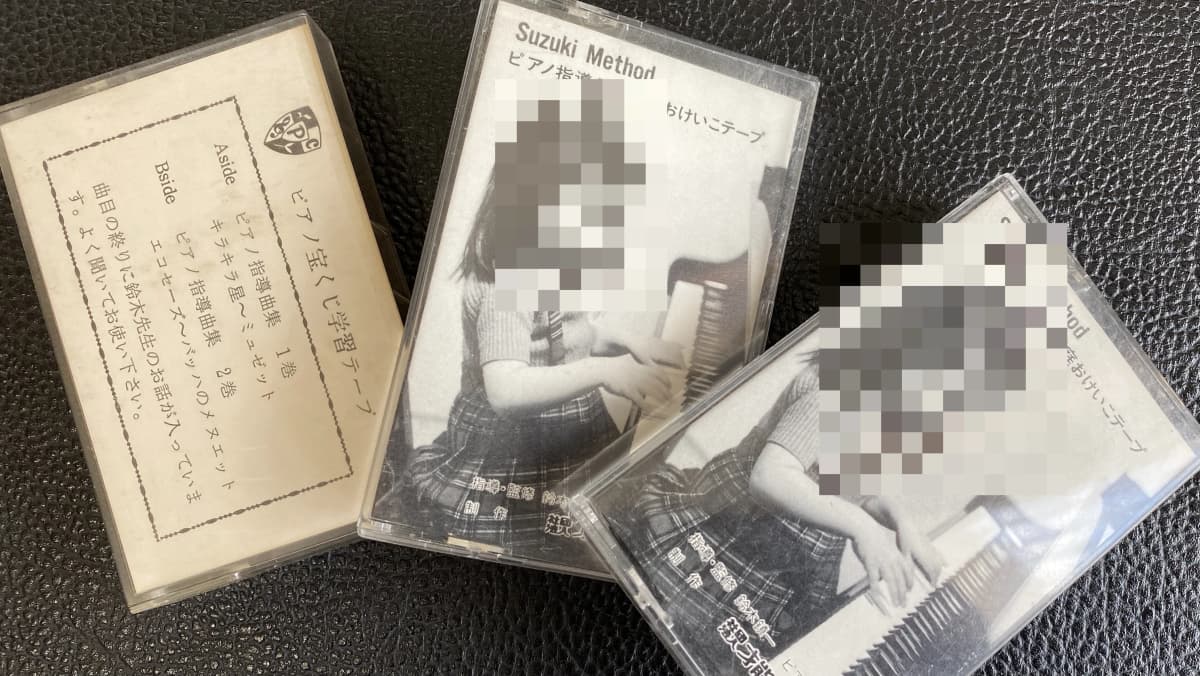 ピアノ宝くじ学習テープ
Aside ピアノ指導曲集 1巻
キラキラ星～ミュゼット
Bside ピアノ指導曲集 2巻
エコセーズ～バッハのメヌエット
曲目の終りに鈴木先生のお話が入っていま
す。よく聞いてお使い下さい。
Suzuki Method
ピアノ指導 おけいこテープ
指導・監修 鈴木
制作
おけいこテープ
指導・監修 鈴木鎮一
制作